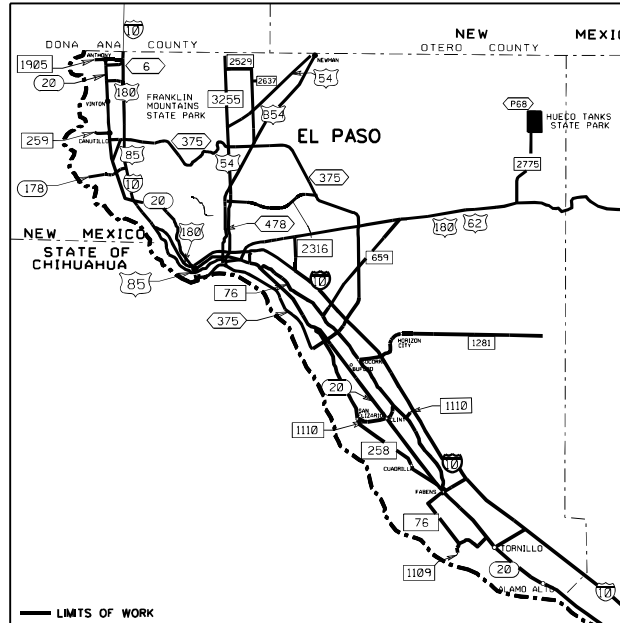 10
NEW MEXIC
DONA ANA COUNTY
OTERO COUNTY
ANTHONY
1905
6
2529
NEWMAN
20
2637
54
180
FRANKLIN
MOUNTAINS
STATE PARK
3255
P68
VINTON
854
HUECO TANKS
STATE PARK
EL PASO
259
CANUTILLO
375
85
54
2775
178
10
375
20
478
180
62
180
NEW MEXICO
2316
STATE OF
CHIHUAHUA
659
85
10
76
375
HORIZON
CITY
1281
SOCORRO
BUFORD
20
SAN
ELIZARIO
1110
CLINT
1110
258
CUADRILLA
10
FABENS
76
TORNILLO
1109
20
ALAMO ALTO
10
LIMITS OF WORK